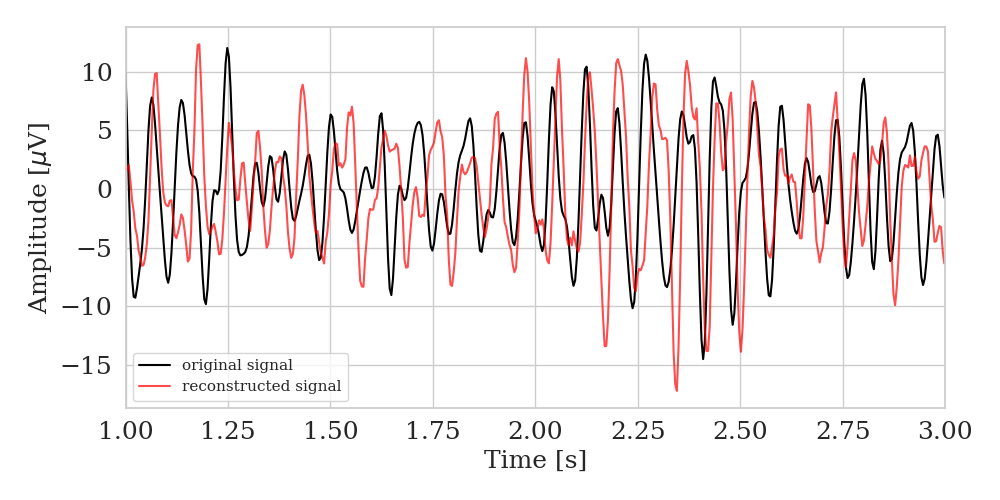 Amplitude [μV]
10
5
0
−5
−10
−15
original signal
reconstructed signal
1.00 1.25 1.50 1.75 2.00 2.25 2.50 2.75 3.00
Time [s]